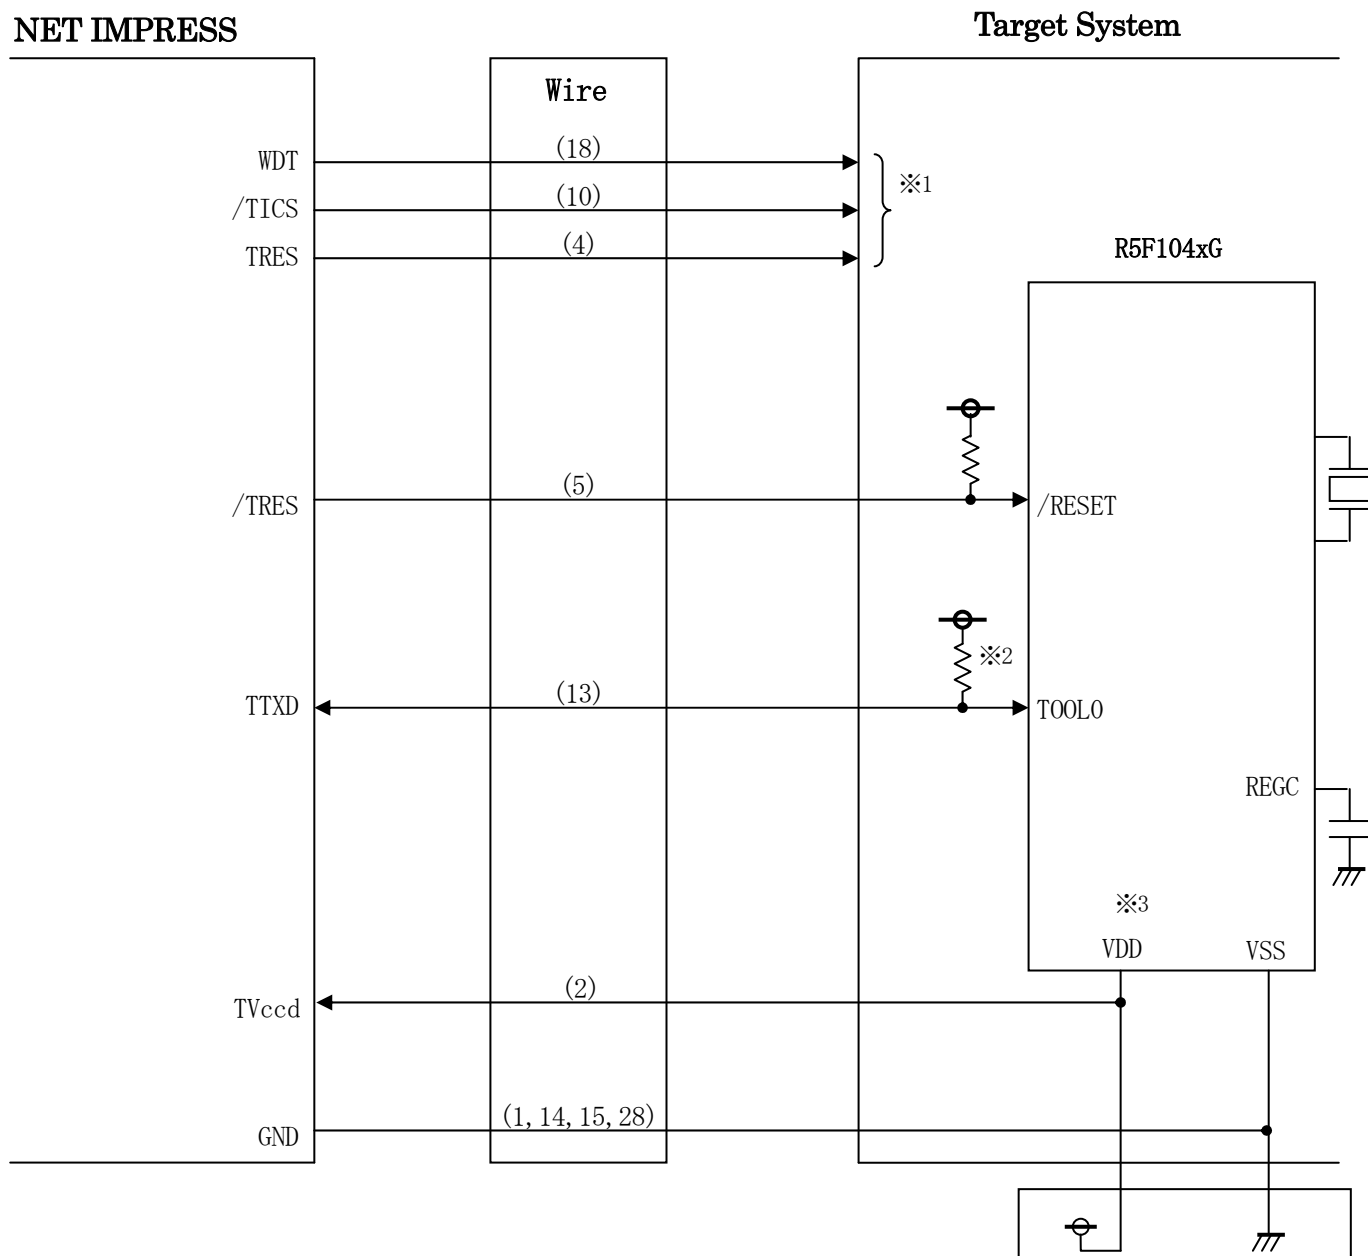 NET IMPRESS
Target System
Wire
WDT
(18)
※1
/TICS
(10)
TRES
(4)
R5F104xG
/TRES
(5)
/RESET
※2
TTXD
(13)
TOOL0
REGC
※3
VDD
VSS
TVccd
(2)
GND
(1, 14, 15, 28)